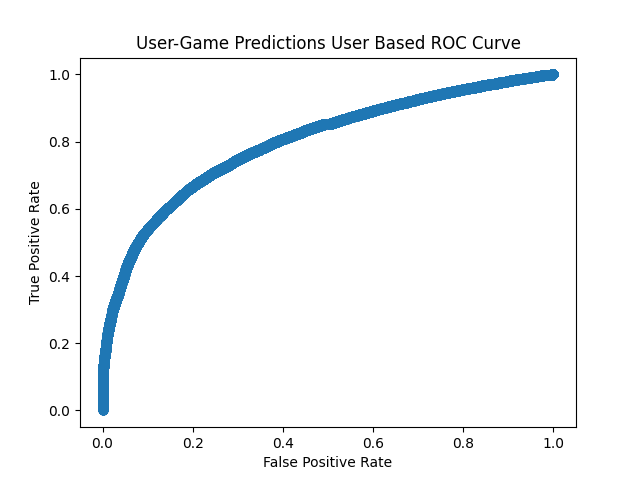 User-Game Predictions User Based ROC Curve
1.0
0.8
0.6
0.4
0.2
0.0
True Positive Rate
0.0 0.2 0.4 0.6 0.8 1.0
False Positive Rate